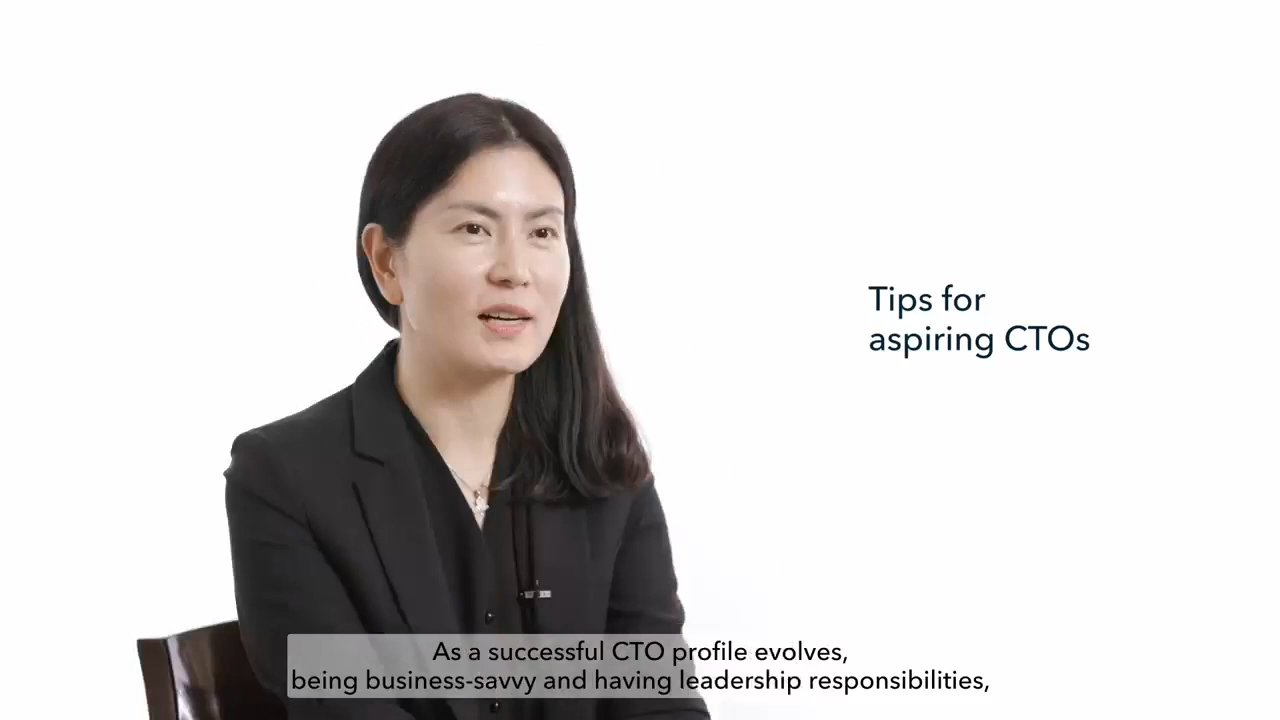 Tips for
aspiring CTOs
As a successful CTO profile evolves,
being business-savvy and having leadership responsibilities,